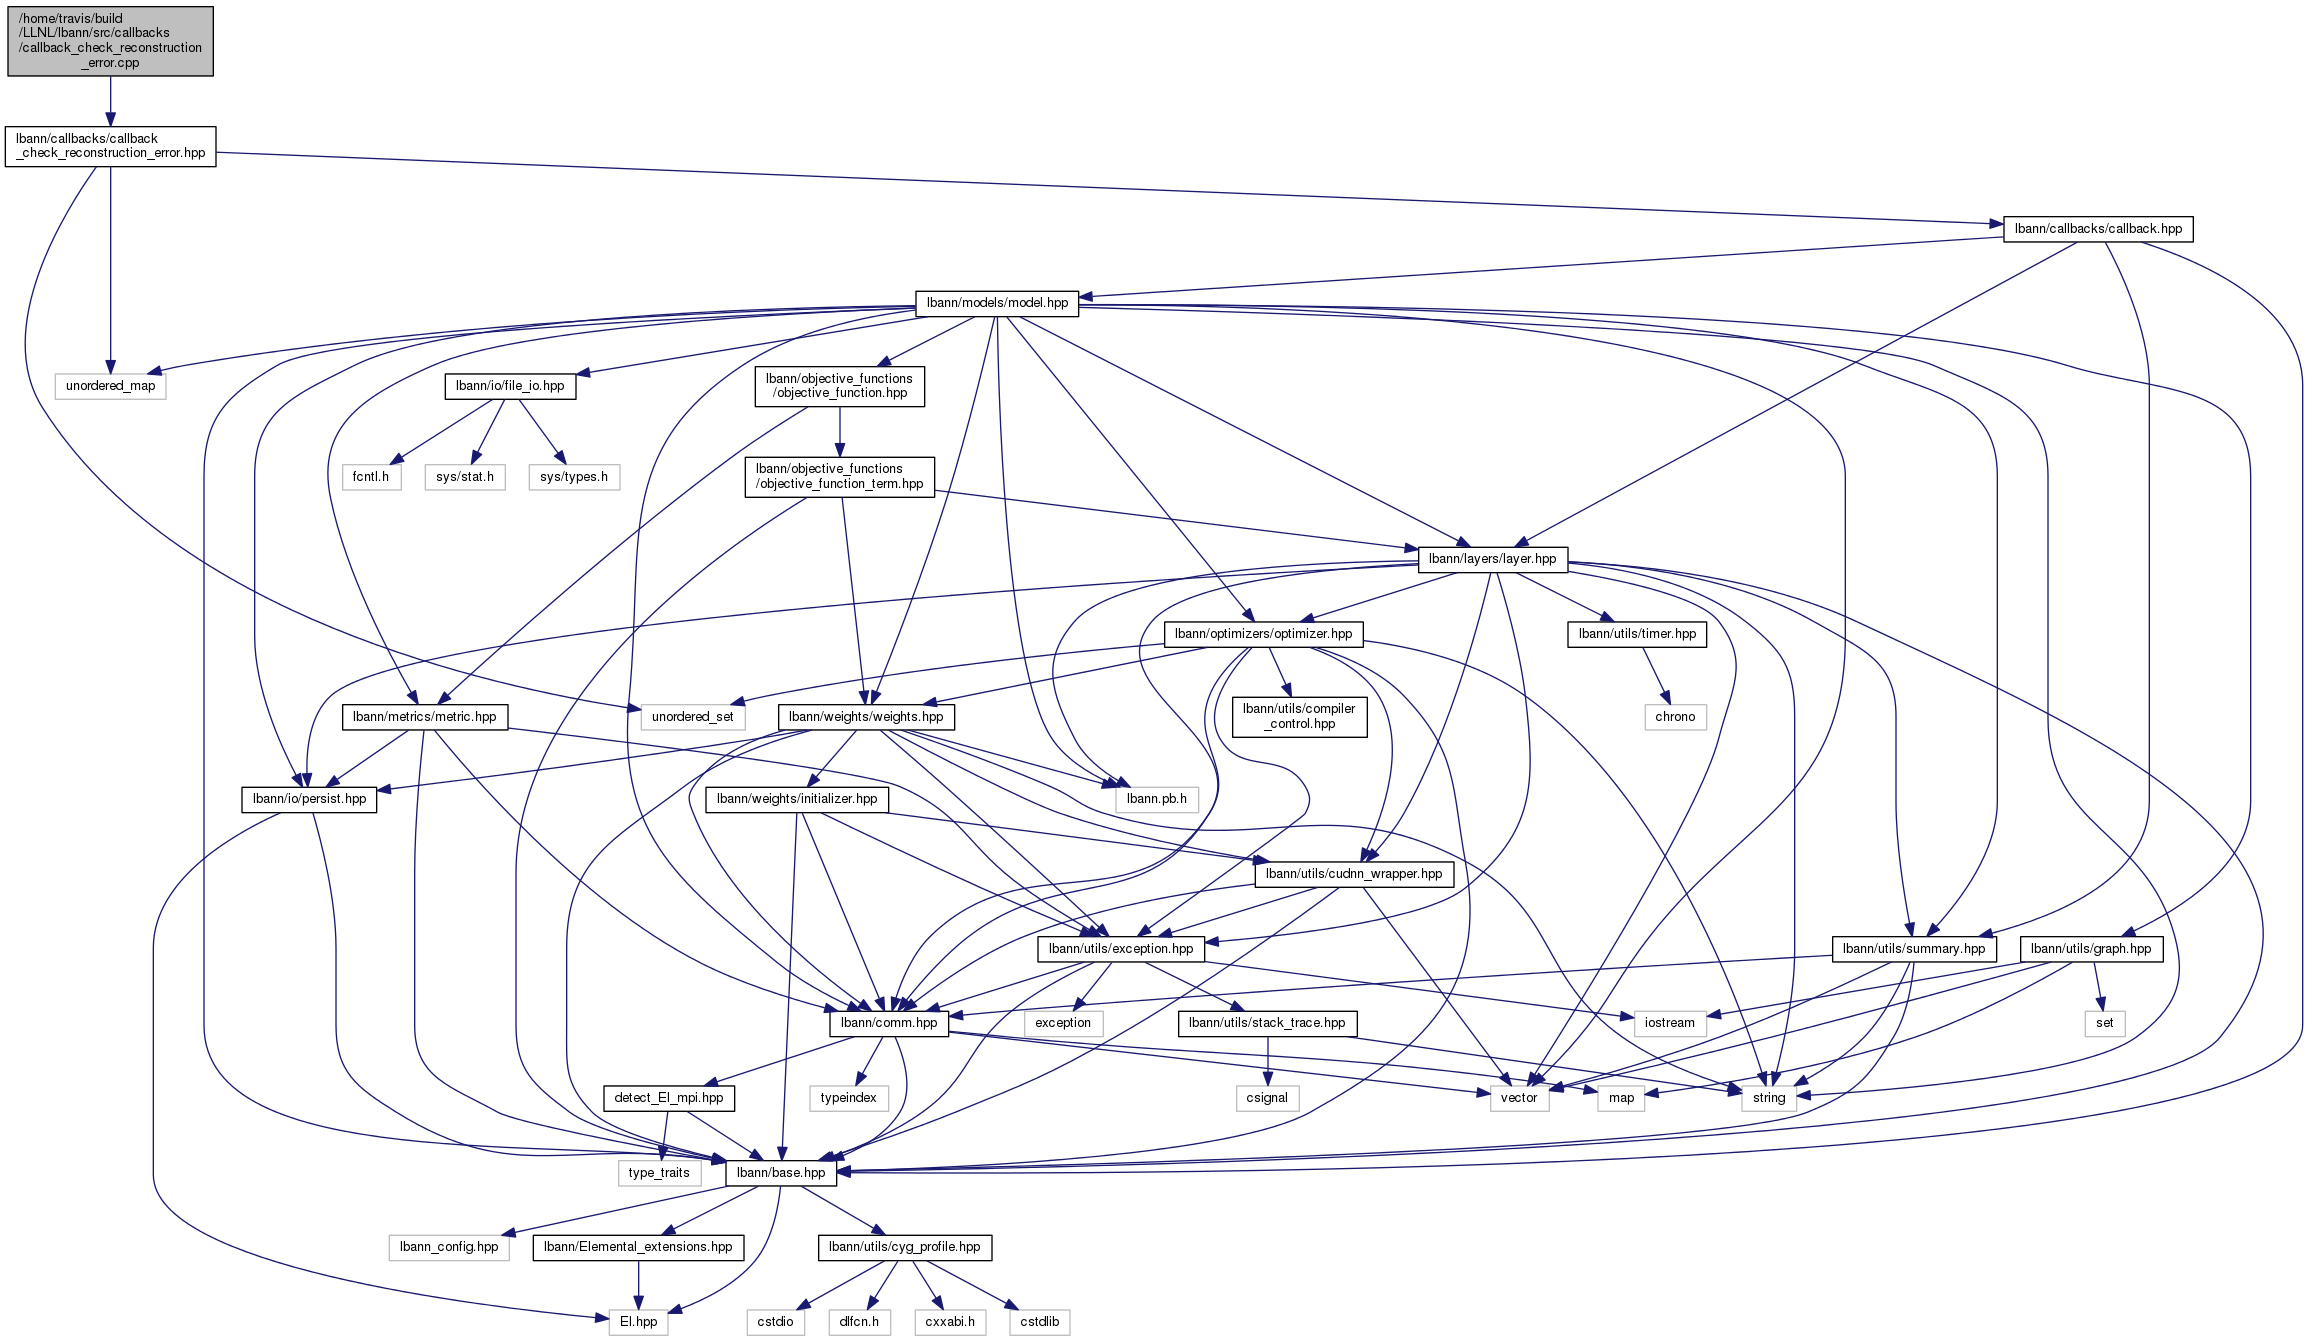 /home/travis/build
/LLNL/lbann/src/callbacks
/callback_check_reconstruction
_error.cpp
lbann/callbacks/callback
_check_reconstruction_error.hpp
lbann/callbacks/callback.hpp
lbann/models/model.hpp
unordered_map
lbann/io/file_io.hpp
lbann/objective_functions
/objective_function.hpp
fcntl.h
sys/stat.h
sys/types.h
lbann/objective_functions
/objective_function_term.hpp
lbann/layers/layer.hpp
lbann/optimizers/optimizer.hpp
lbann/utils/timer.hpp
lbann/metrics/metric.hpp
unordered_set
lbann/weights/weights.hpp
lbann/utils/compiler
_control.hpp
chrono
lbann/io/persist.hpp
lbann/weights/initializer.hpp
lbann.pb.h
lbann/utils/cudnn_wrapper.hpp
lbann/utils/exception.hpp
lbann/utils/summary.hpp
lbann/utils/graph.hpp
lbann/comm.hpp
exception
lbann/utils/stack_trace.hpp
iostream
set
detect_El_mpi.hpp
typeindex
csignal
vector
map
string
type_traits
lbann/base.hpp
lbann_config.hpp
lbann/Elemental_extensions.hpp
lbann/utils/cyg_profile.hpp
El.hpp
cstdio
dlfcn.h
cxxabi.h
cstdlib